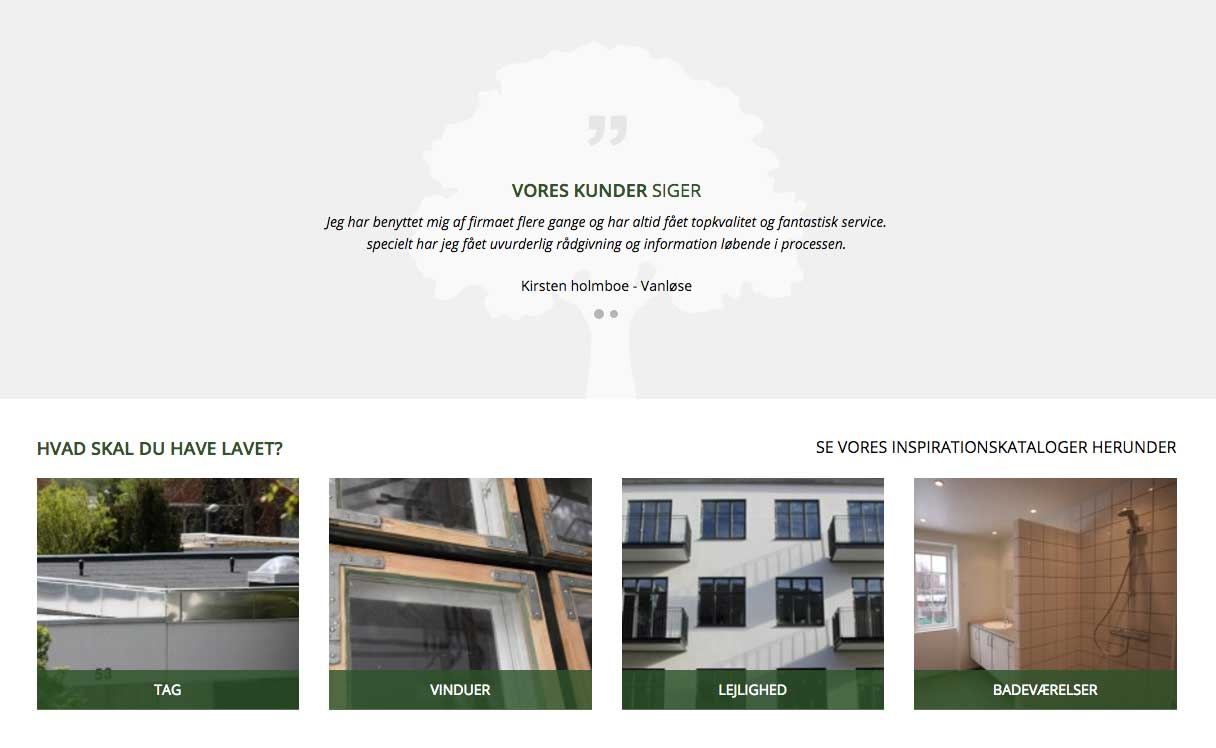 ”
VORES KUNDER SIGER
Jeg har benyttet mig af firmaet flere gange og har altid fået topkvalitet og fantastisk service.
specielt har jeg fået uvurderlig rådgivning og information løbende i processen.
Kirsten holmboe - Vanløse
HVAD SKAL DU HAVE LAVET?
SE VORES INSPIRATIONSKATALOGER HERUNDER
53
TAG
VINDUER
LEJLIGHED
BADEVÆRELSER